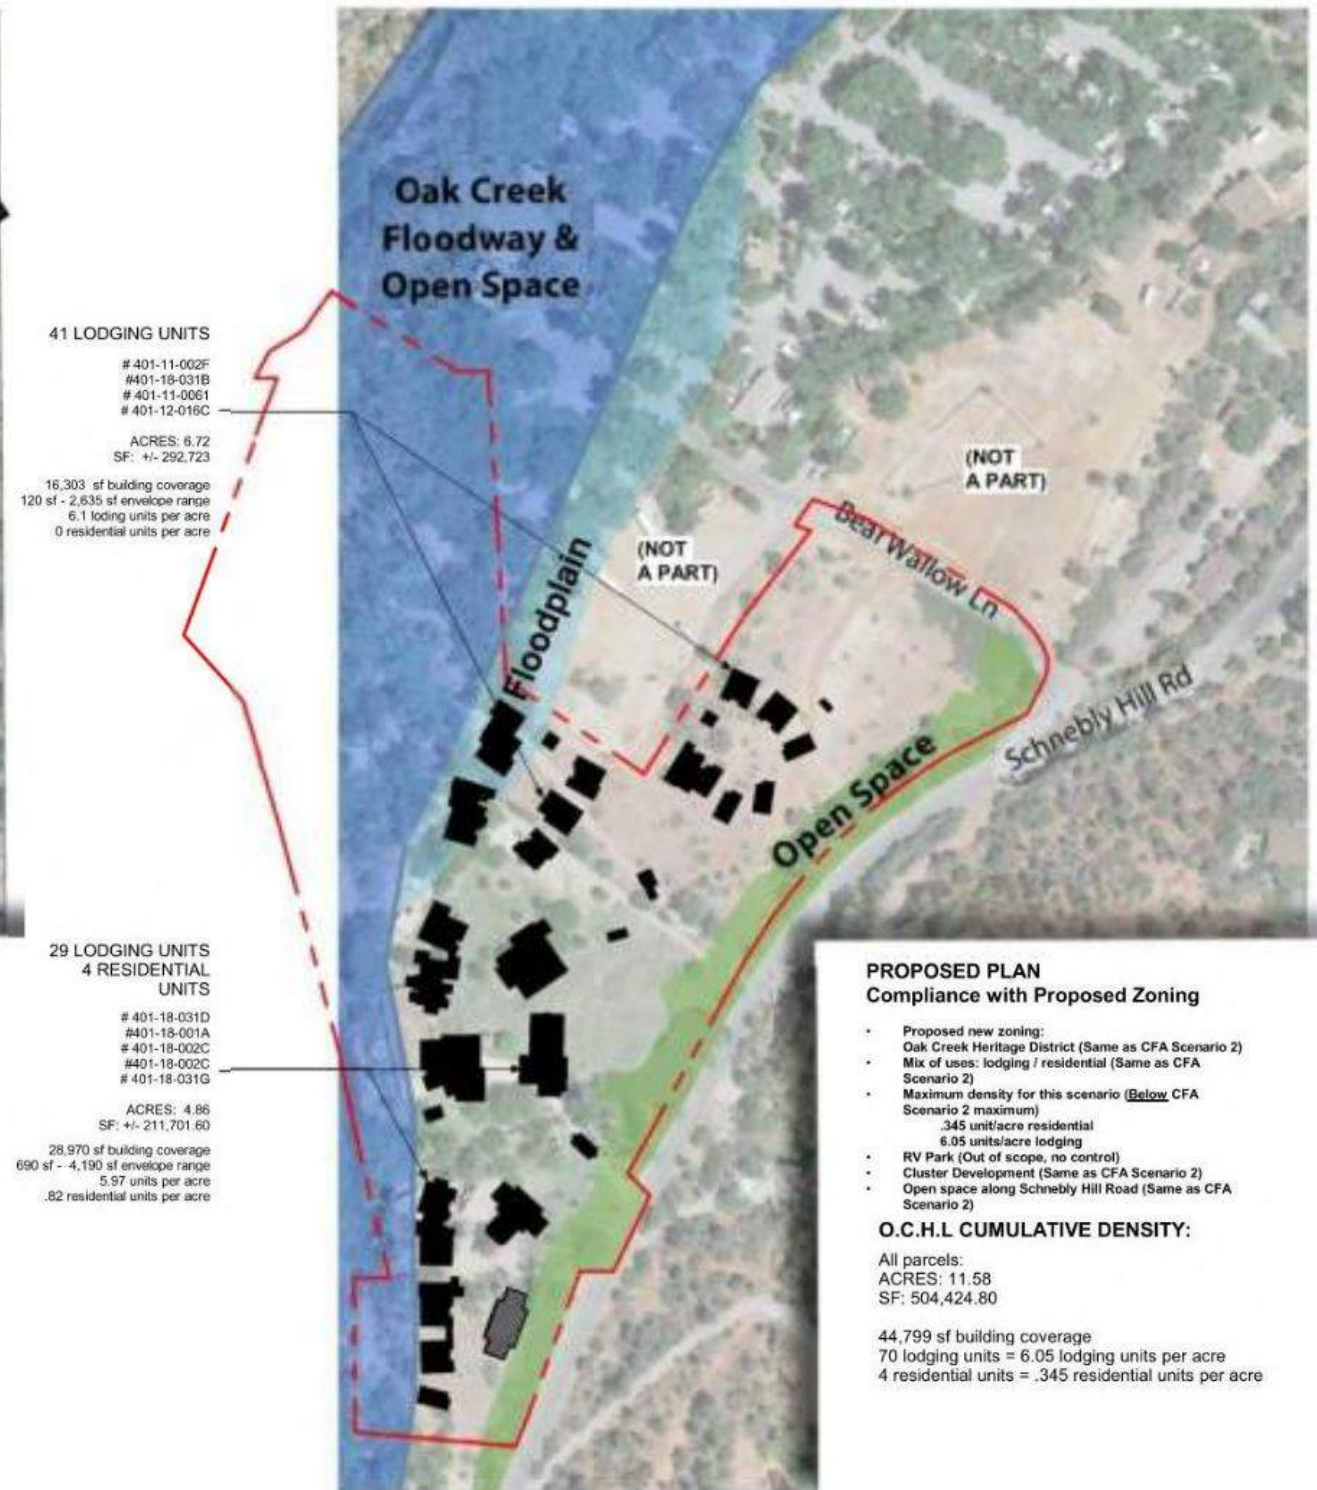 Oak Creek
Floodway &
Open Space
41 LODGING UNITS
# 401-11-002F
#401-18-031B
# 401-11-0061
# 401-12-016C
ACRES: 6.72
SF: +/- 292,723
16,303 sf building coverage
120 sf - 2,635 sf envelope range
6.1 loding units per acre
0 residential units per acre
(NOT
A PART)
(NOT
A PART)
Bear Wallow Ln
Floodplain
Schnebly Hill Rd
Open Space
29 LODGING UNITS
4 RESIDENTIAL
UNITS
# 401-18-031D
#401-18-001A
# 401-18-002C
#401-18-002C
# 401-18-031G
ACRES: 4.86
SF: +/- 211,701.60
28,970 sf building coverage
690 sf - 4,190 sf envelope range
5.97 units per acre
.82 residential units per acre
PROPOSED PLAN
Compliance with Proposed Zoning
• Proposed new zoning:
Oak Creek Heritage District (Same as CFA Scenario 2)
• Mix of uses: lodging / residential (Same as CFA
Scenario 2)
• Maximum density for this scenario (Below CFA
Scenario 2 maximum)
.345 unit/acre residential
6.05 units/acre lodging
• RV Park (Out of scope, no control)
• Cluster Development (Same as CFA Scenario 2)
• Open space along Schnebly Hill Road (Same as CFA
Scenario 2)
O.C.H.L CUMULATIVE DENSITY:
All parcels:
ACRES: 11.58
SF: 504,424.80
44,799 sf building coverage
70 lodging units = 6.05 lodging units per acre
4 residential units = .345 residential units per acre